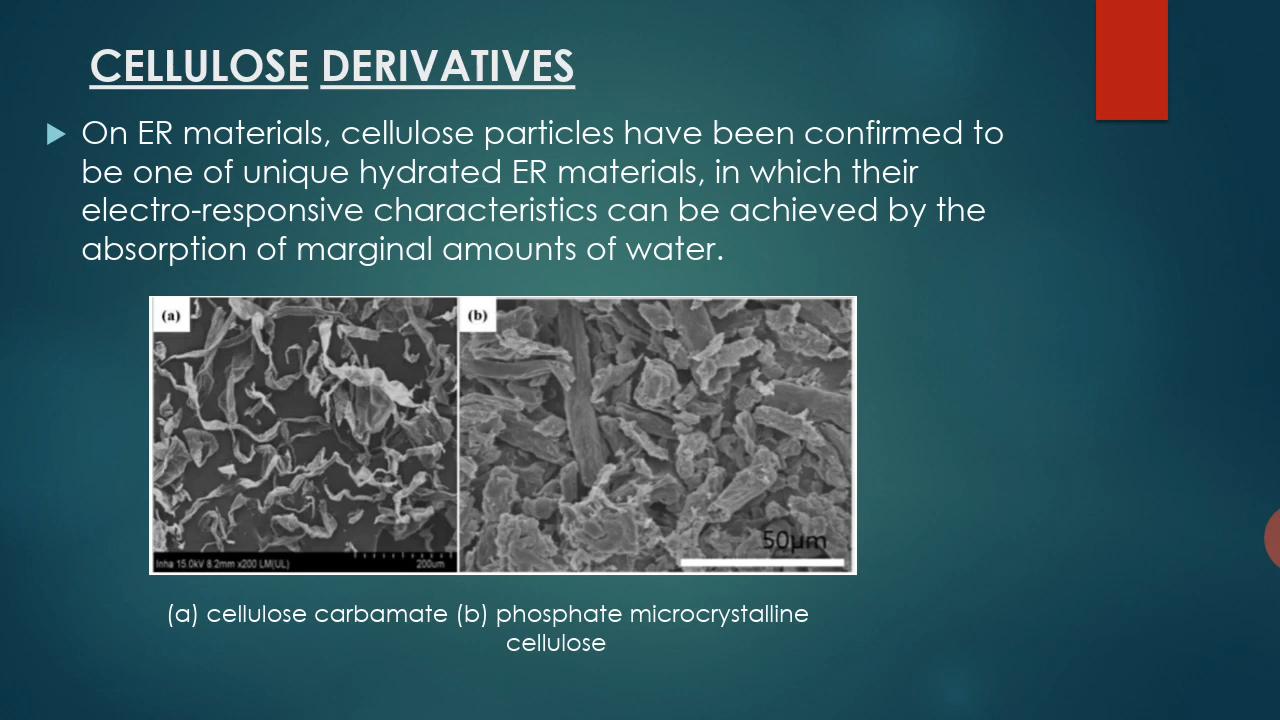 CELLULOSE DERIVATIVES
On ER materials, cellulose particles have been confirmed to
be one of unique hydrated ER materials, in which their
electro-responsive characteristics can be achieved by the
absorption of marginal amounts of water.
(a)
(b)
50μm
Inha 15.0kV 8.2mm x200 LM(UL)
200um
(a) cellulose carbamate (b) phosphate microcrystalline
cellulose